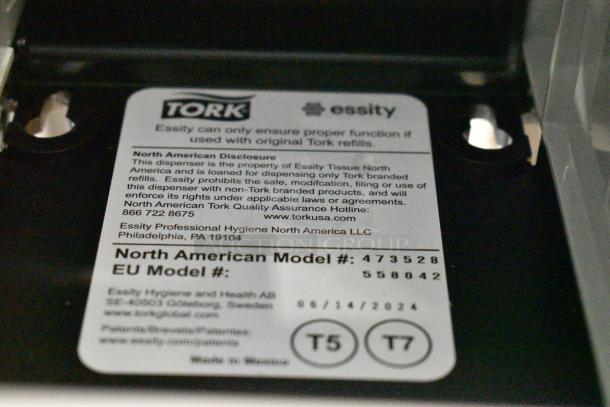 TORK essity
Essity can only ensure proper function if
used with original Tork refills.
North American Disclosure
This dispenser is the property of Essity Tissue North
America and is loaned for dispensing only Tork branded
refills. Essity prohibits the sale, modifcation, filing or use of
this dispenser with non-Tork branded products, and will
enforce its rights under applicable laws or agreements.
North American Tork Quality Assurance Hotline:
866 722 8675 www.torkusa.com
Essity Professional Hygiene North America LLC
Philadelphia, PA 19104
North American Model #: 473528
EU Model #: 558042
Essity Hygiene and Health AB
SE-40503 Göteborg, Sweden
www.torkglobal.com
06/14/2024
Patents/Brevets/Patentes:
www.essity.com/patents
T5 T7
Made in Mexico